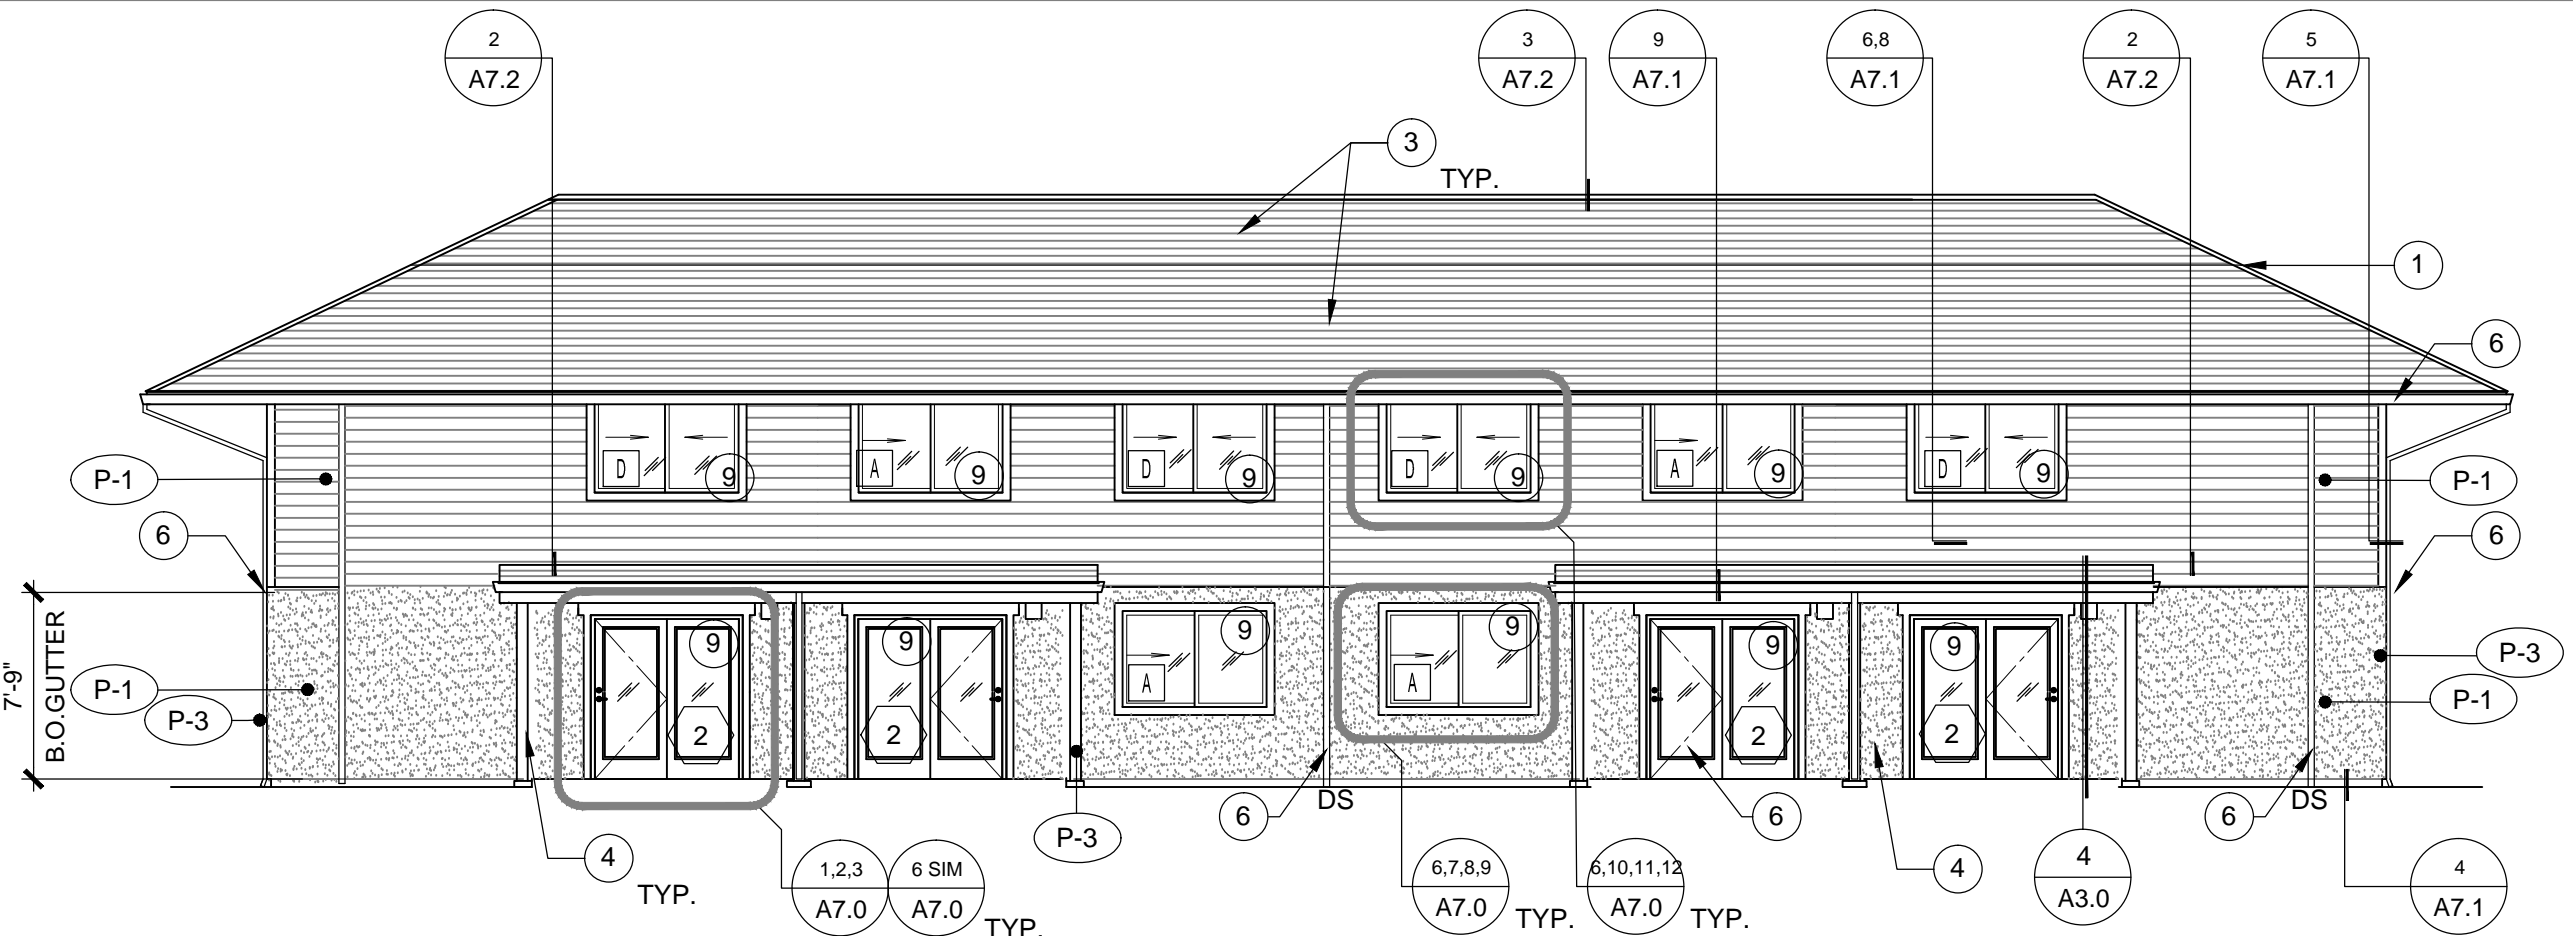 2
A7.2
3
A7.2
9
A7.1
6,8
A7.1
2
A7.2
5
A7.1
3
TYP.
1
6
D
9
A
9
D
9
D
9
A
9
D
9
P-1
P-1
6
6
7'-9"
B.O.GUTTER
9
2
9
2
9
A
9
A
9
2
9
2
P-1
P-3
P-3
P-1
DS
DS
6
6
6
P-3
4
TYP.
1,2,3
A7.0
6 SIM
A7.0
TYP.
6,7,8,9
A7.0
TYP.
6,10,11,12
A7.0
TYP.
4
4
A3.0
4
A7.1